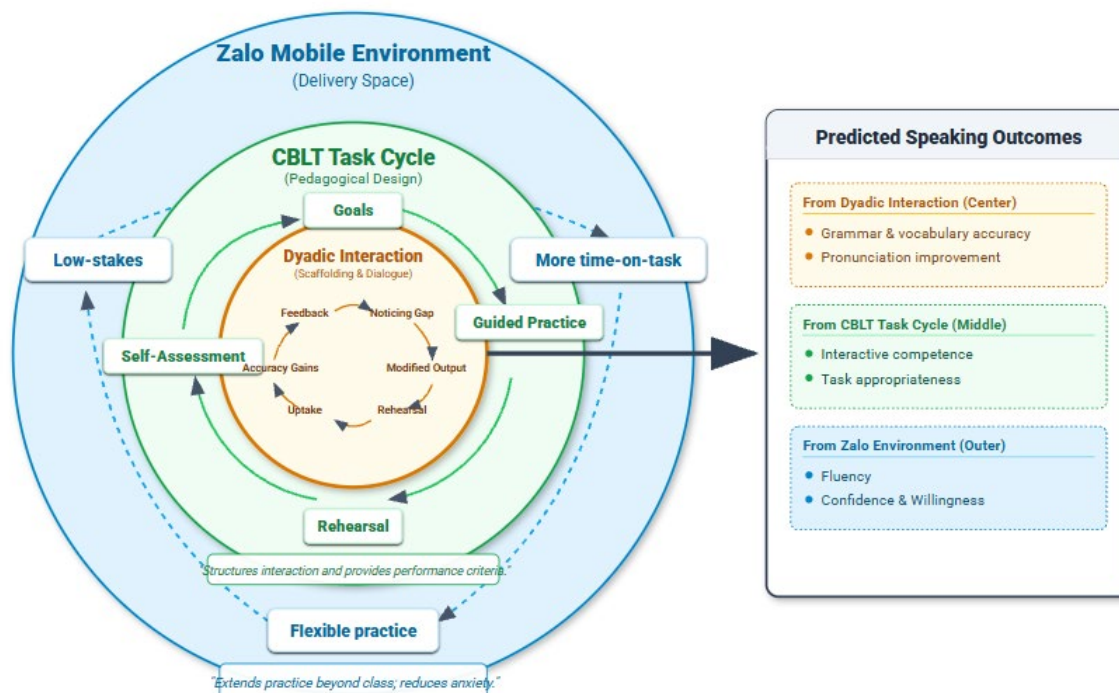 Zalo Mobile Environment
(Delivery Space)
CBLT Task Cycle
(Pedagogical Design)
Goals
Low-stakes
More time-on-task
Dyadic Interaction
(Scaffolding & Dialogue)
Feedback
Noticing Gap
Guided Practice
Self-Assessment
Accuracy Gains
Modified Output
Uptake
Rehearsal
Rehearsal
"Structures interaction and provides performance criteria."
Flexible practice
"Extends practice beyond class; reduces anxiety."
Predicted Speaking Outcomes
From Dyadic Interaction (Center)
Grammar & vocabulary accuracy
Pronunciation improvement
From CBLT Task Cycle (Middle)
Interactive competence
Task appropriateness
From Zalo Environment (Outer)
Fluency
Confidence & Willingness